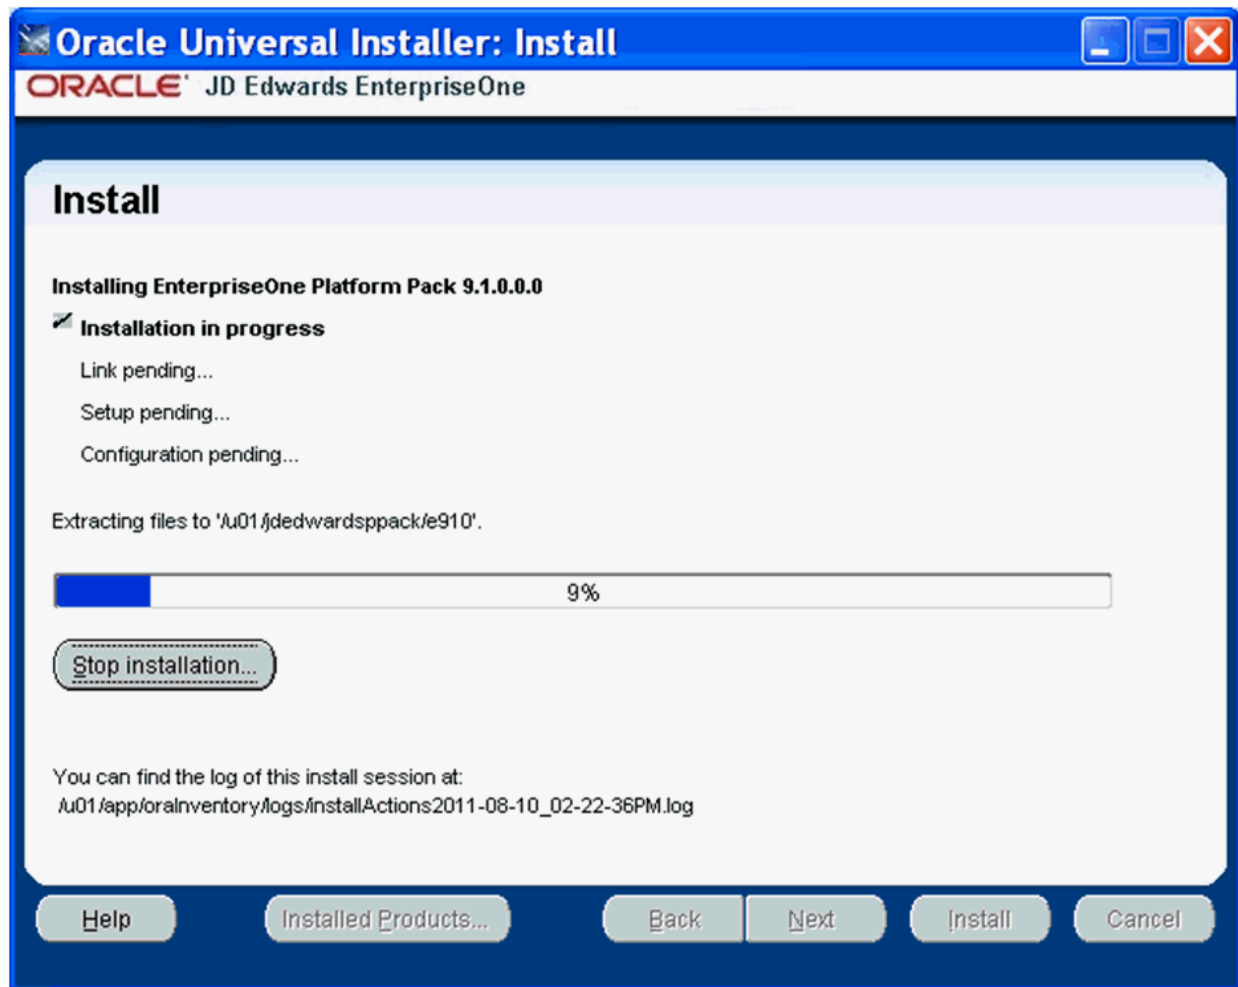 Oracle Universal Installer: Install
ORACLE JD Edwards EnterpriseOne
Install
Installing EnterpriseOne Platform Pack 9.1.0.0.0
Installation in progress
Link pending...
Setup pending...
Configuration pending...
Extracting files to '/u01/jdedwardsppack/e910'.
9%
Stop installation...
You can find the log of this install session at:
/u01/app/oraInventory/logs/installActions2011-08-10_02-22-36PM.log
Help Installed Products... Back Next Install Cancel